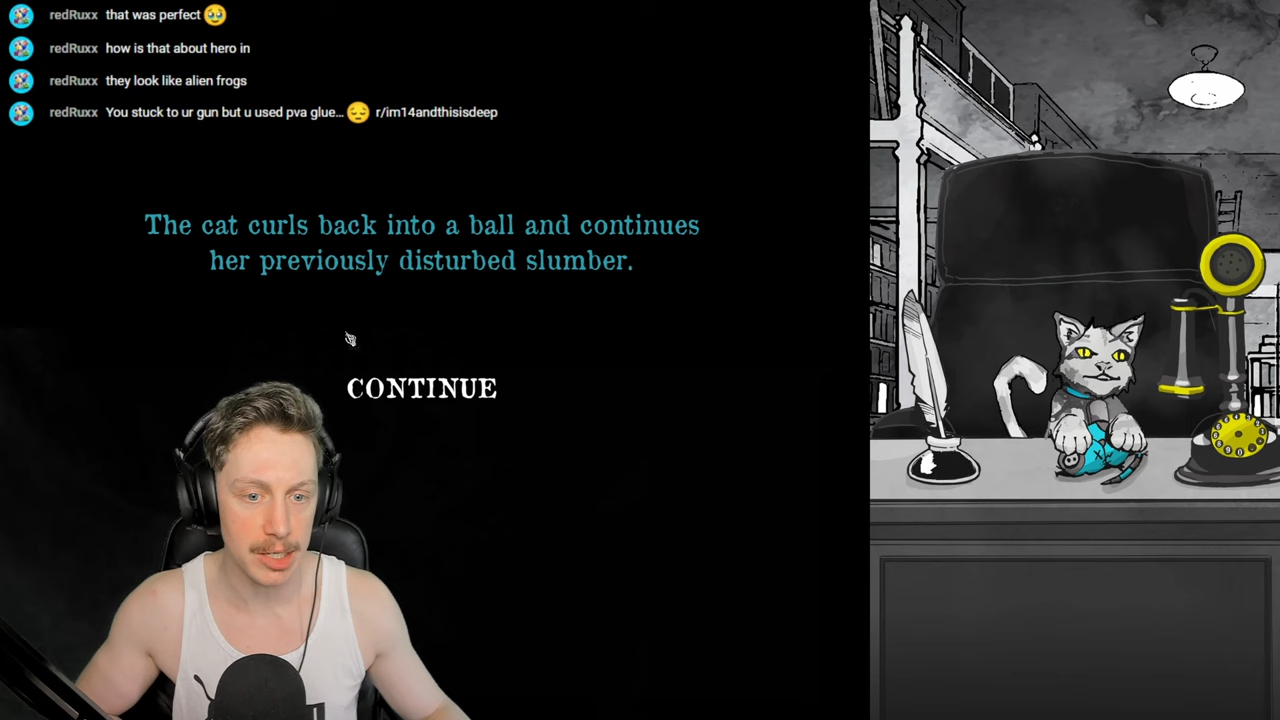 redRuxx that was perfect 🥹
redRuxx how is that about hero in
redRuxx they look like alien frogs
redRuxx You stuck to ur gun but u used pva glue... 😔 r/im14andthisisdeep
The cat curls back into a ball and continues
her previously disturbed slumber.
CONTINUE